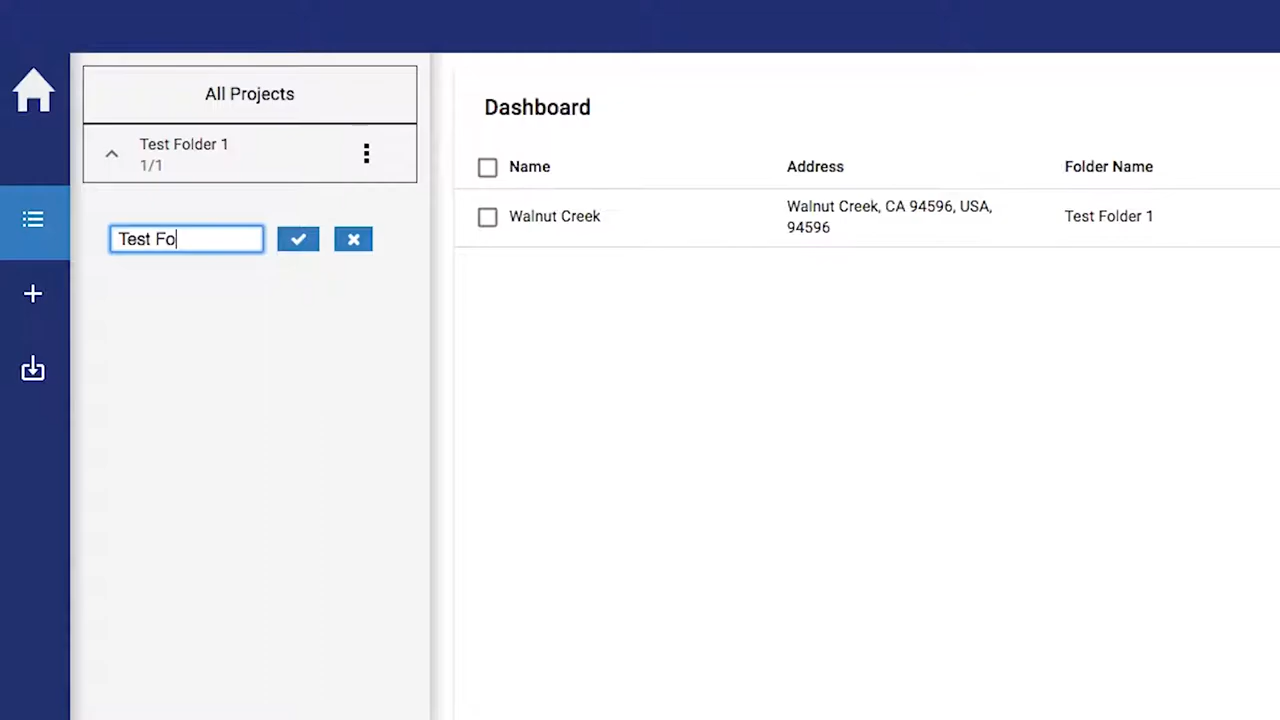 All Projects
Test Folder 1
1/1
Test Fo
Dashboard
Name Address Folder Name
Walnut Creek Walnut Creek, CA 94596, USA, Test Folder 1
94596